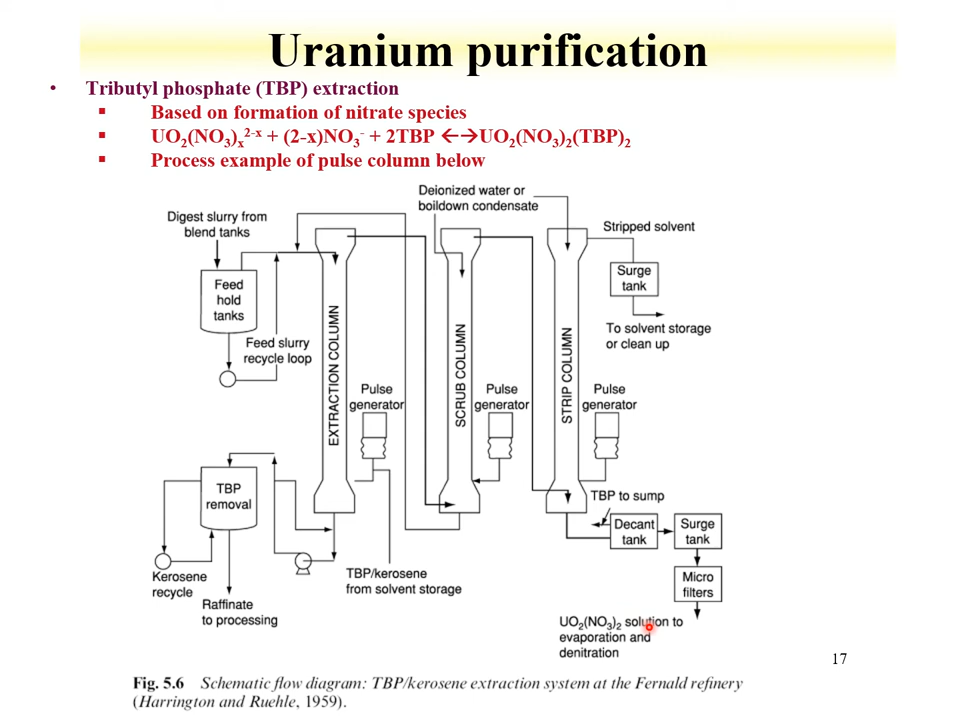 Uranium purification
• Tributyl phosphate (TBP) extraction
▪ Based on formation of nitrate species
▪ UO₂(NO₃)ₓ²⁻ˣ + (2-x)NO₃⁻ + 2TBP ←→UO₂(NO₃)₂(TBP)₂
▪ Process example of pulse column below
Deionized water or
boildown condensate
Digest slurry from
blend tanks
Stripped solvent
Feed
hold
tanks
Surge
tank
Feed slurry
recycle loop
To solvent storage
or clean up
EXTRACTION COLUMN
SCRUB COLUMN
STRIP COLUMN
Pulse
generator
Pulse
generator
Pulse
generator
TBP
removal
TBP to sump
Decant
tank
Surge
tank
Kerosene
recycle
TBP/kerosene
from solvent storage
Micro
filters
Raffinate
to processing
UO₂(NO₃)₂ solution to
evaporation and
denitration
17
Fig. 5.6 Schematic flow diagram: TBP/kerosene extraction system at the Fernald refinery
(Harrington and Ruehle, 1959).